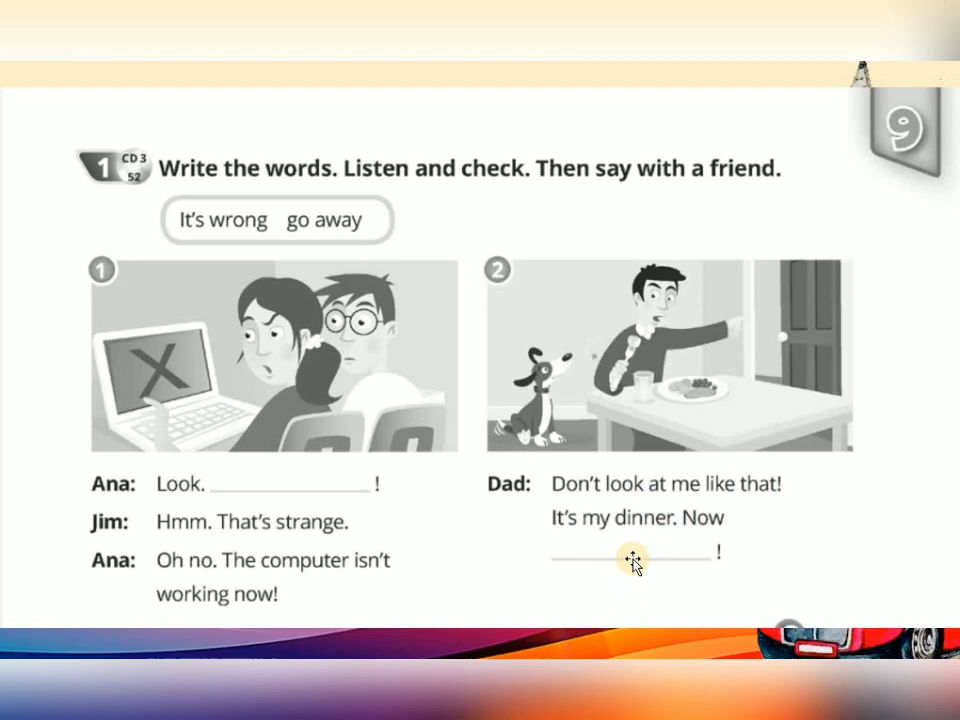 9
1 CD 3 52 Write the words. Listen and check. Then say with a friend.
It's wrong go away
1
2
X
Ana: Look. ____________ !
Jim: Hmm. That's strange.
Ana: Oh no. The computer isn't
working now!
Dad: Don't look at me like that!
It's my dinner. Now
____________ !